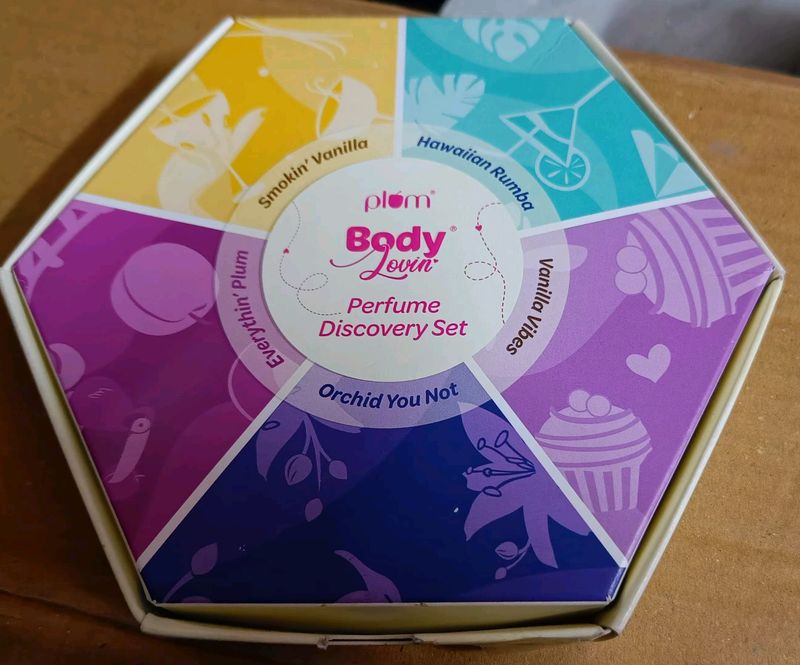 plum®
Body®
Lovin'
Perfume
Discovery Set
Smokin' Vanilla
Hawaiian Rumba
Vanilla Vibes
Orchid You Not
Everythin' Plum